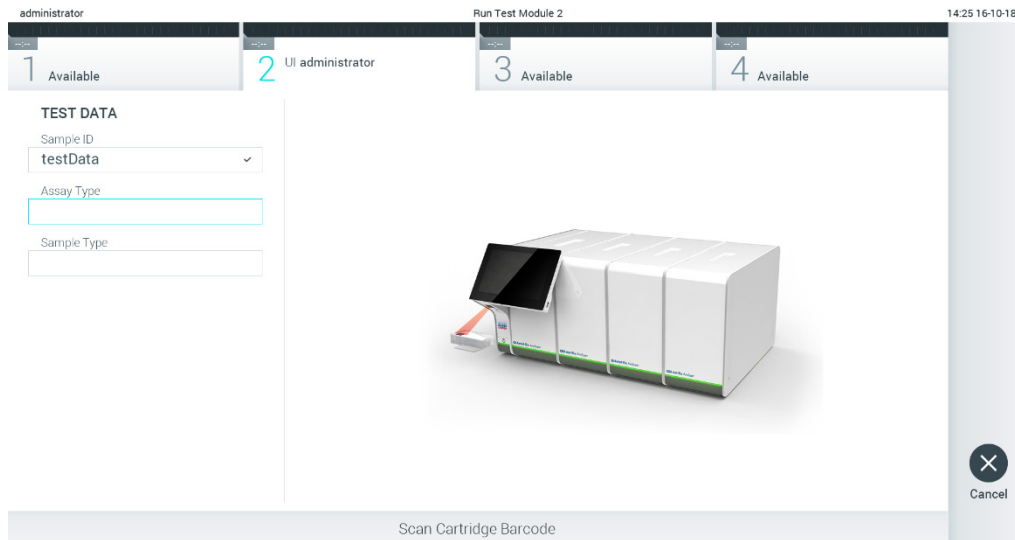 administrator
Run Test Module 2
14:25 16-10-18
--:--
1 Available
--:--
2 UI administrator
--:--
3 Available
--:--
4 Available
TEST DATA
Sample ID
testData
Assay Type
Sample Type
Cancel
Scan Cartridge Barcode